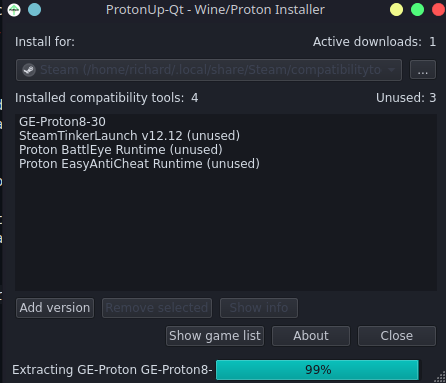 ProtonUp-Qt - Wine/Proton Installer
Install for: Active downloads: 1
Steam (/home/richard/.local/share/Steam/compatibilityto ...
Installed compatibility tools: 4 Unused: 3
GE-Proton8-30
SteamTinkerLaunch v12.12 (unused)
Proton BattlEye Runtime (unused)
Proton EasyAntiCheat Runtime (unused)
Add version Remove selected Show info
Show game list About Close
Extracting GE-Proton GE-Proton8- 99%